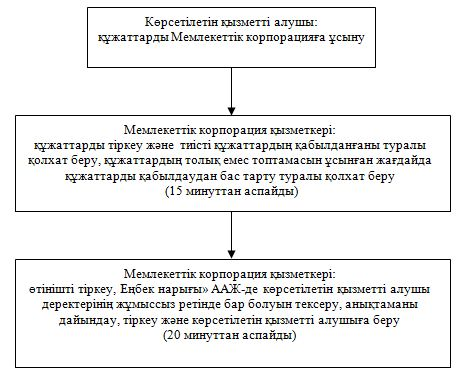 Көрсетілетін қызметті алушы:
құжаттарды Мемлекеттік корпорацияға ұсыну
Мемлекеттік корпорация қызметкері:
құжаттарды тіркеу және тиісті құжаттардың қабылданғаны туралы
қолхат беру, құжаттардың толық емес топтамасын ұсынған жағдайда
құжаттарды қабылдаудан бас тарту туралы қолхат беру
(15 минуттан аспайды)
Мемлекеттік корпорация қызметкері:
өтінішті тіркеу, Еңбек нарығы» ААЖ-де көрсетілетін қызметті алушы
деректерінің жұмыссыз ретінде бар болуын тексеру, анықтаманы
дайындау, тіркеу және көрсетілетін қызметті алушыға беру
(20 минуттан аспайды)